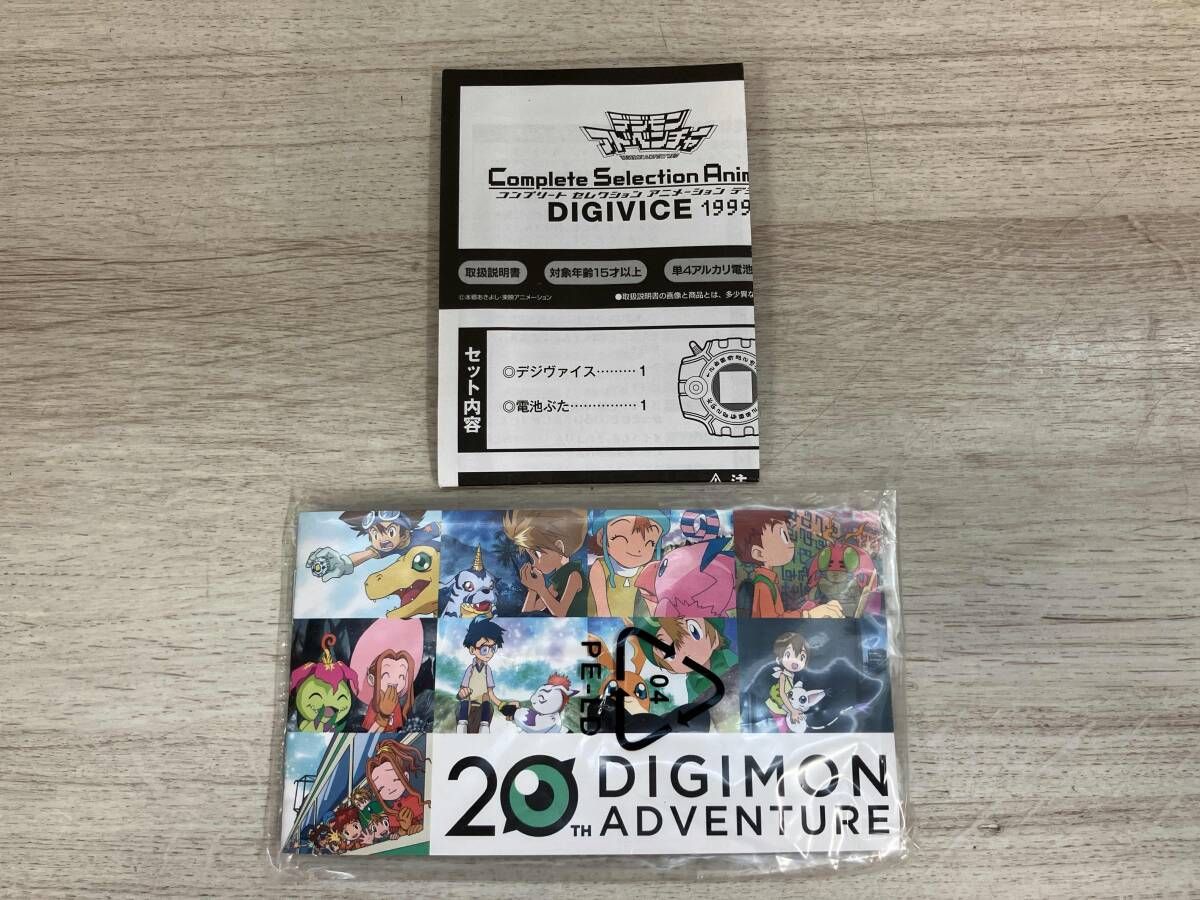 デジモン
アドベンチャー
Complete Selection Anim
コンプリート セレクション アニメーション デジ
DIGIVICE 1999
取扱説明書
対象年齢15才以上
単4アルカリ電池
©本郷あきよし・東映アニメーション
●取扱説明書の画像と商品とは、多少異な
セット内容
◎デジヴァイス………1
◎電池ぶた……………1
注
04
PE-LD
20TH DIGIMON
ADVENTURE